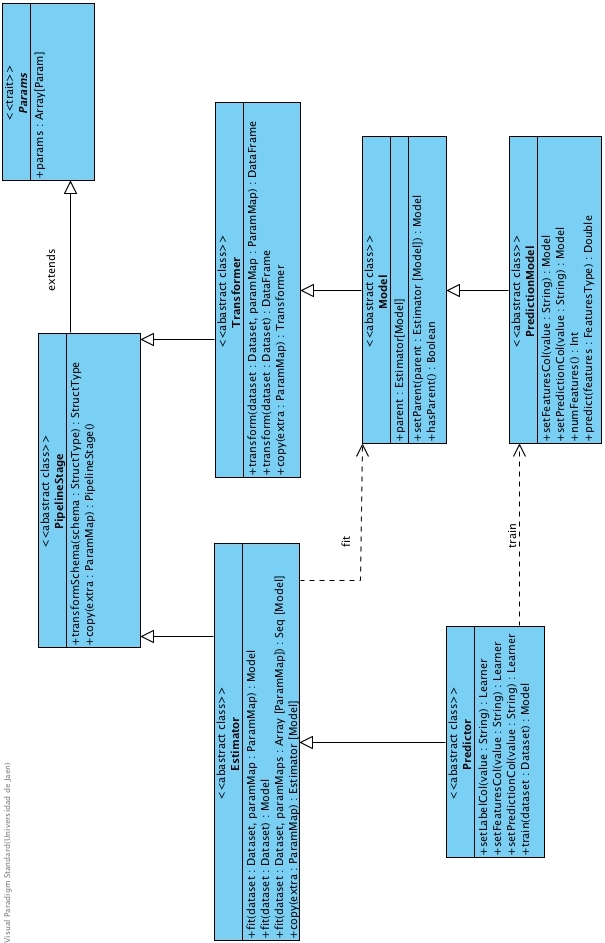 <<trait>>
Params
+params : Array[Param]
extends
<<abastract class>>
PipelineStage
+transformSchema(schema : StructType) : StructType
+copy(extra : ParamMap) : PipelineStage()
<<abastract class>>
Transformer
+transform(dataset : Dataset, paramMap : ParamMap) : DataFrame
+transform(dataset : Dataset) : DataFrame
+copy(extra : ParamMap) : Transformer
<<abastract class>>
Estimator
+fit(dataset : Dataset, paramMap : ParamMap) : Model
+fit(dataset : Dataset) : Model
+fit(dataset : Dataset, paramMaps : Array [ParamMap]) : Seq [Model]
+copy(extra : ParamMap) : Estimator [Model]
fit
<<abastract class>>
Model
+parent : Estimator[Model]
+setParent(parent : Estimator [Model]) : Model
+hasParent() : Boolean
<<abastract class>>
Predictor
+setLabelCol(value : String) : Learner
+setFeaturesCol(value : String) : Learner
+setPredictionCol(value : String) : Learner
+train(dataset : Dataset) : Model
train
<<abastract class>>
PredictionModel
+setFeaturesCol(value : String) : Model
+setPredictionCol(value : String) : Model
+numFeatures() : Int
+predict(features : FeaturesType) : Double
Visual Paradigm Standard(Universidad de Jaen)